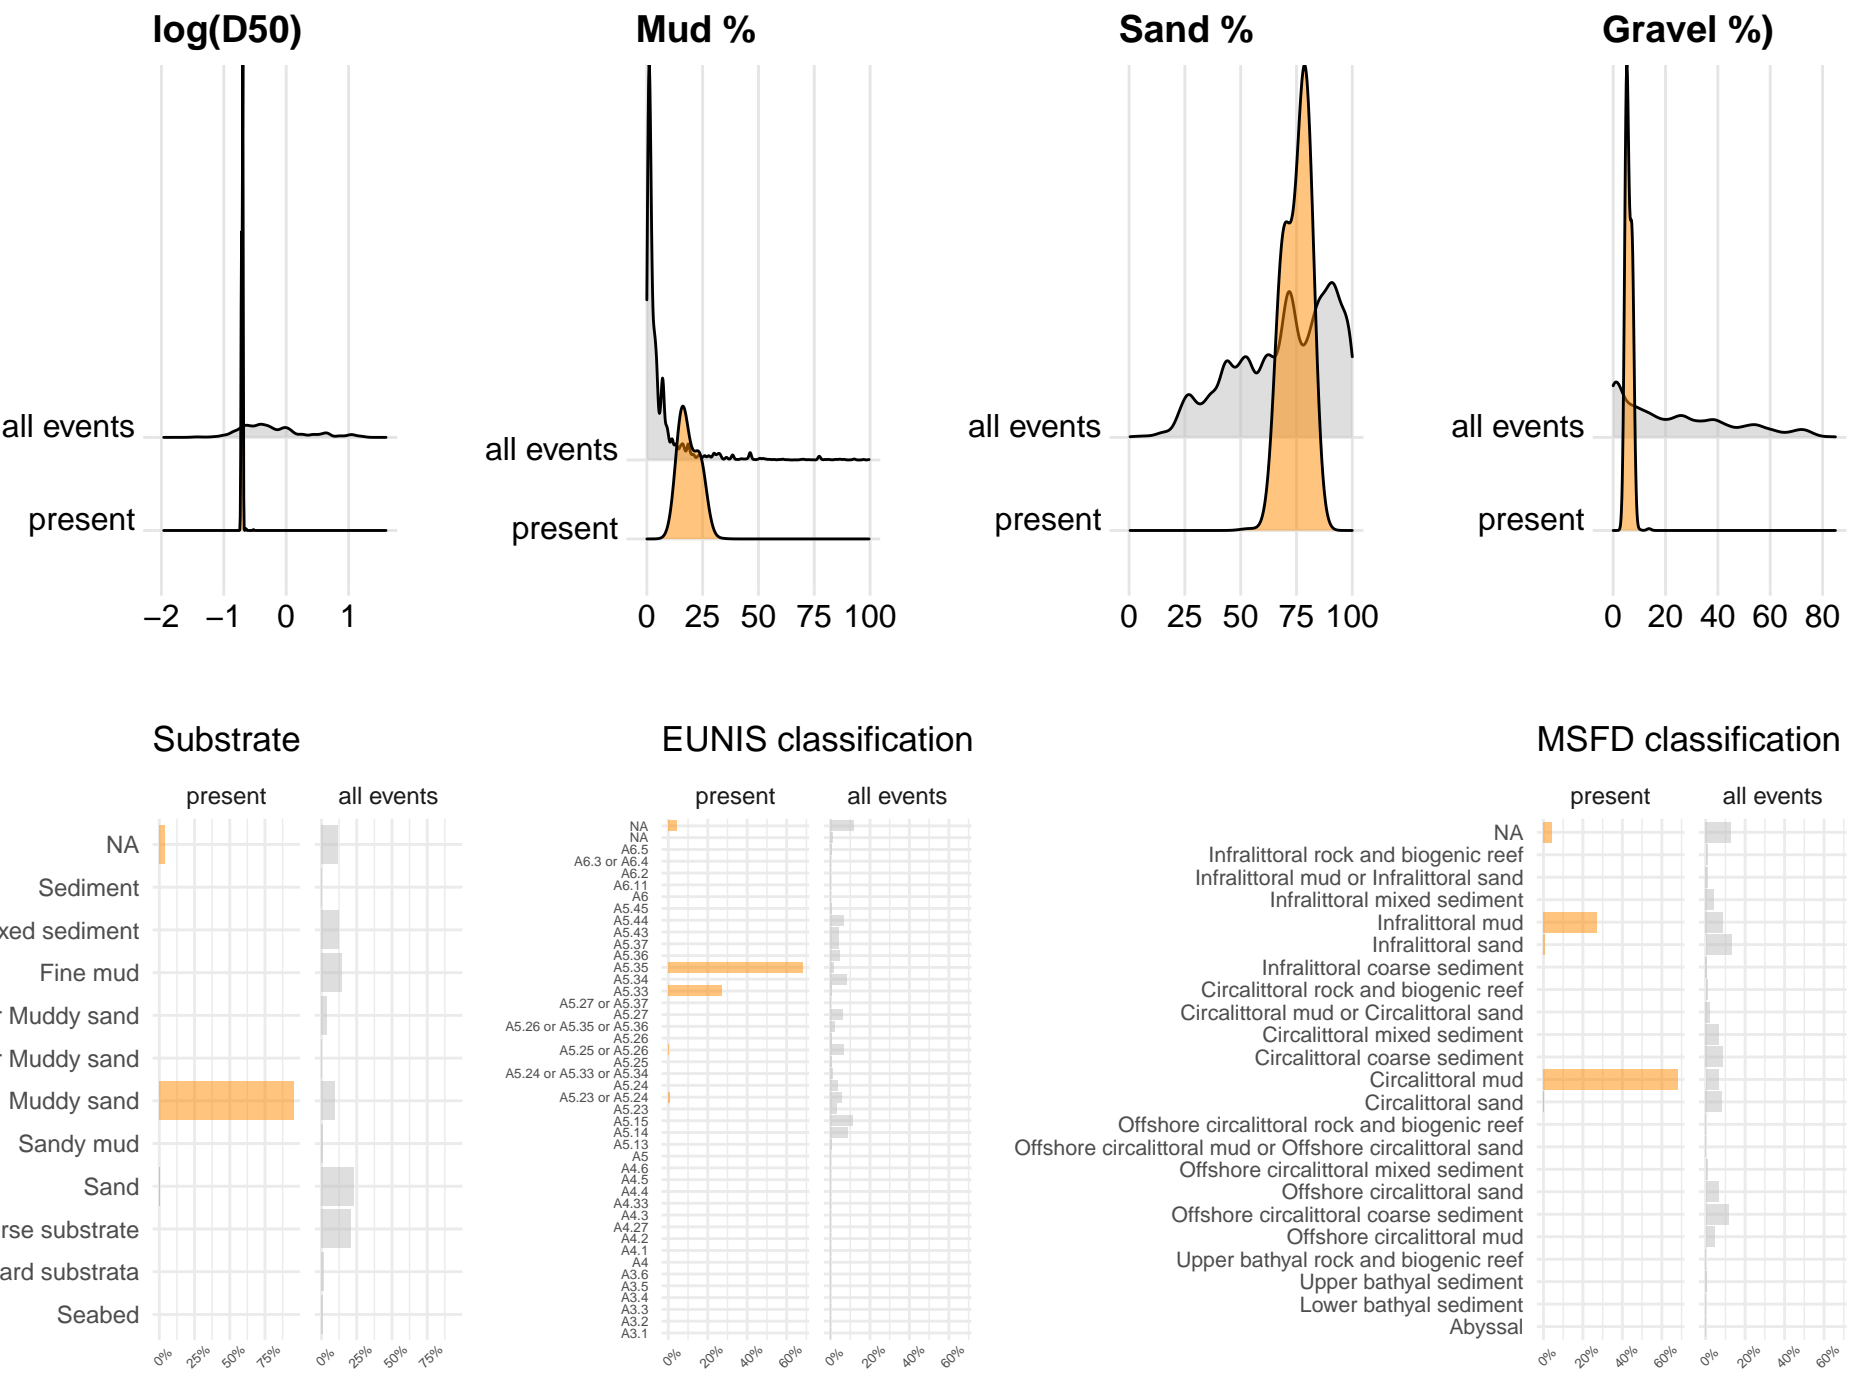 log(D50) Mud % Sand % Gravel %)
all events all events all events all events
present present present present
−2 −1 0 1 0 25 50 75 100 0 25 50 75 100 0 20 40 60 80
Substrate EUNIS classification MSFD classification
present all events present all events present all events
NA
Sediment
xed sediment
Fine mud
r Muddy sand
r Muddy sand
Muddy sand
Sandy mud
Sand
rse substrate
ard substrata
Seabed
0% 25% 50% 75% 0% 25% 50% 75%
NA
NA
A6.5
A6.3 or A6.4
A6.2
A6.11
A6
A5.45
A5.44
A5.43
A5.37
A5.36
A5.35
A5.34
A5.33
A5.27 or A5.37
A5.27
A5.26 or A5.35 or A5.36
A5.26
A5.25 or A5.26
A5.25
A5.24 or A5.33 or A5.34
A5.24
A5.23 or A5.24
A5.23
A5.15
A5.14
A5.13
A5
A4.6
A4.5
A4.4
A4.33
A4.3
A4.27
A4.2
A4.1
A4
A3.6
A3.5
A3.4
A3.3
A3.2
A3.1
0% 20% 40% 60% 0% 20% 40% 60%
NA
Infralittoral rock and biogenic reef
Infralittoral mud or Infralittoral sand
Infralittoral mixed sediment
Infralittoral mud
Infralittoral sand
Infralittoral coarse sediment
Circalittoral rock and biogenic reef
Circalittoral mud or Circalittoral sand
Circalittoral mixed sediment
Circalittoral coarse sediment
Circalittoral mud
Circalittoral sand
Offshore circalittoral rock and biogenic reef
Offshore circalittoral mud or Offshore circalittoral sand
Offshore circalittoral mixed sediment
Offshore circalittoral sand
Offshore circalittoral coarse sediment
Offshore circalittoral mud
Upper bathyal rock and biogenic reef
Upper bathyal sediment
Lower bathyal sediment
Abyssal
0% 20% 40% 60% 0% 20% 40% 60%